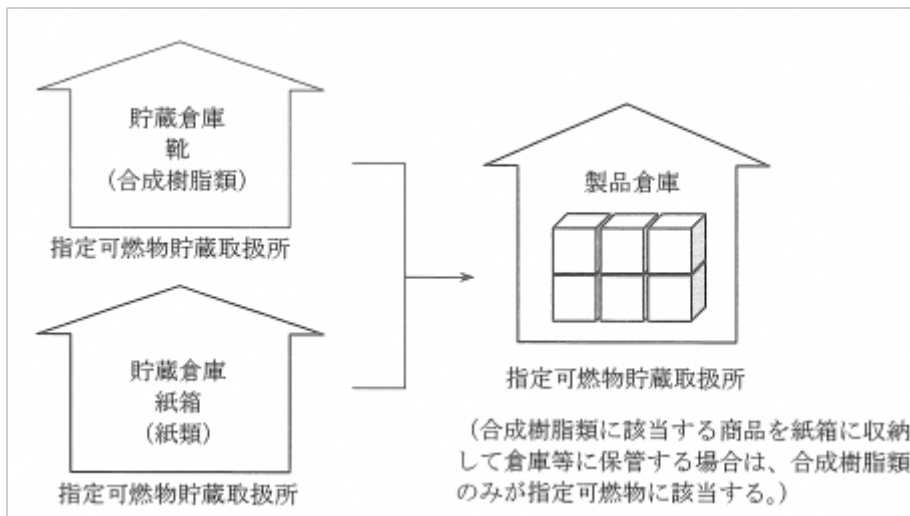 貯蔵倉庫
靴
(合成樹脂類)
指定可燃物貯蔵取扱所
貯蔵倉庫
紙箱
(紙類)
指定可燃物貯蔵取扱所
製品倉庫
指定可燃物貯蔵取扱所
(合成樹脂類に該当する商品を紙箱に収納
して倉庫等に保管する場合は、合成樹脂類
のみが指定可燃物に該当する。)